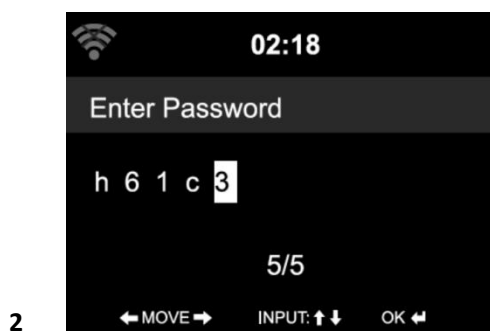 02:18
Enter Password
h 6 1 c 3
5/5
2
←MOVE→ INPUT:↑↓ OK ↵